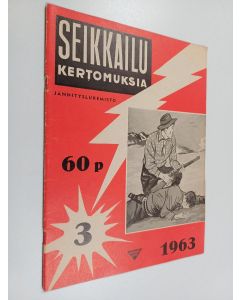 SEIKKAILU
KERTOMUKSIA
JÄNNITYSLUKEMISTO
60 p
3
1963